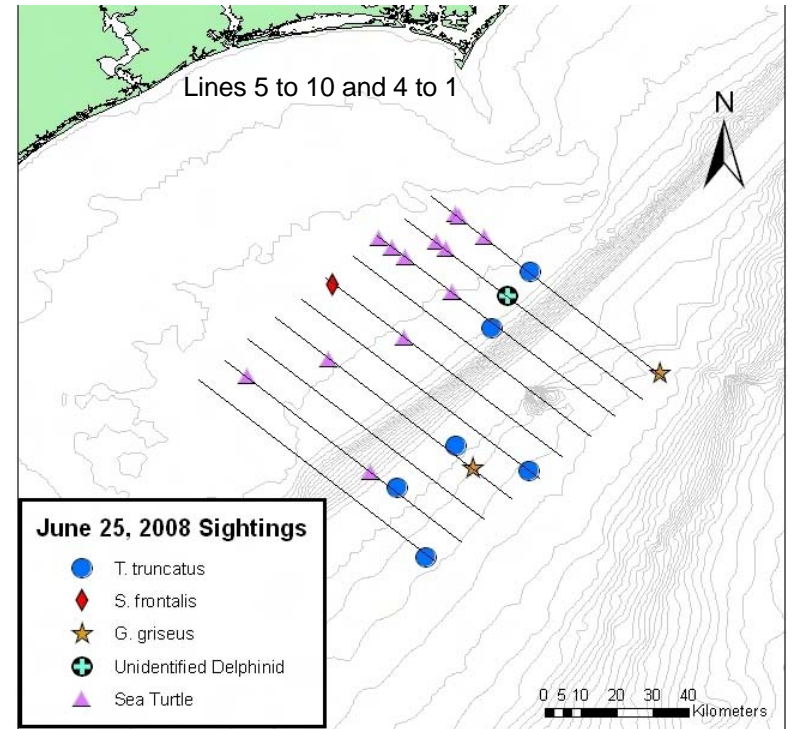 Lines 5 to 10 and 4 to 1
N
June 25, 2008 Sightings
T. truncatus
S. frontalis
G. griseus
Unidentified Delphinid
Sea Turtle
0 5 10 20 30 40
Kilometers